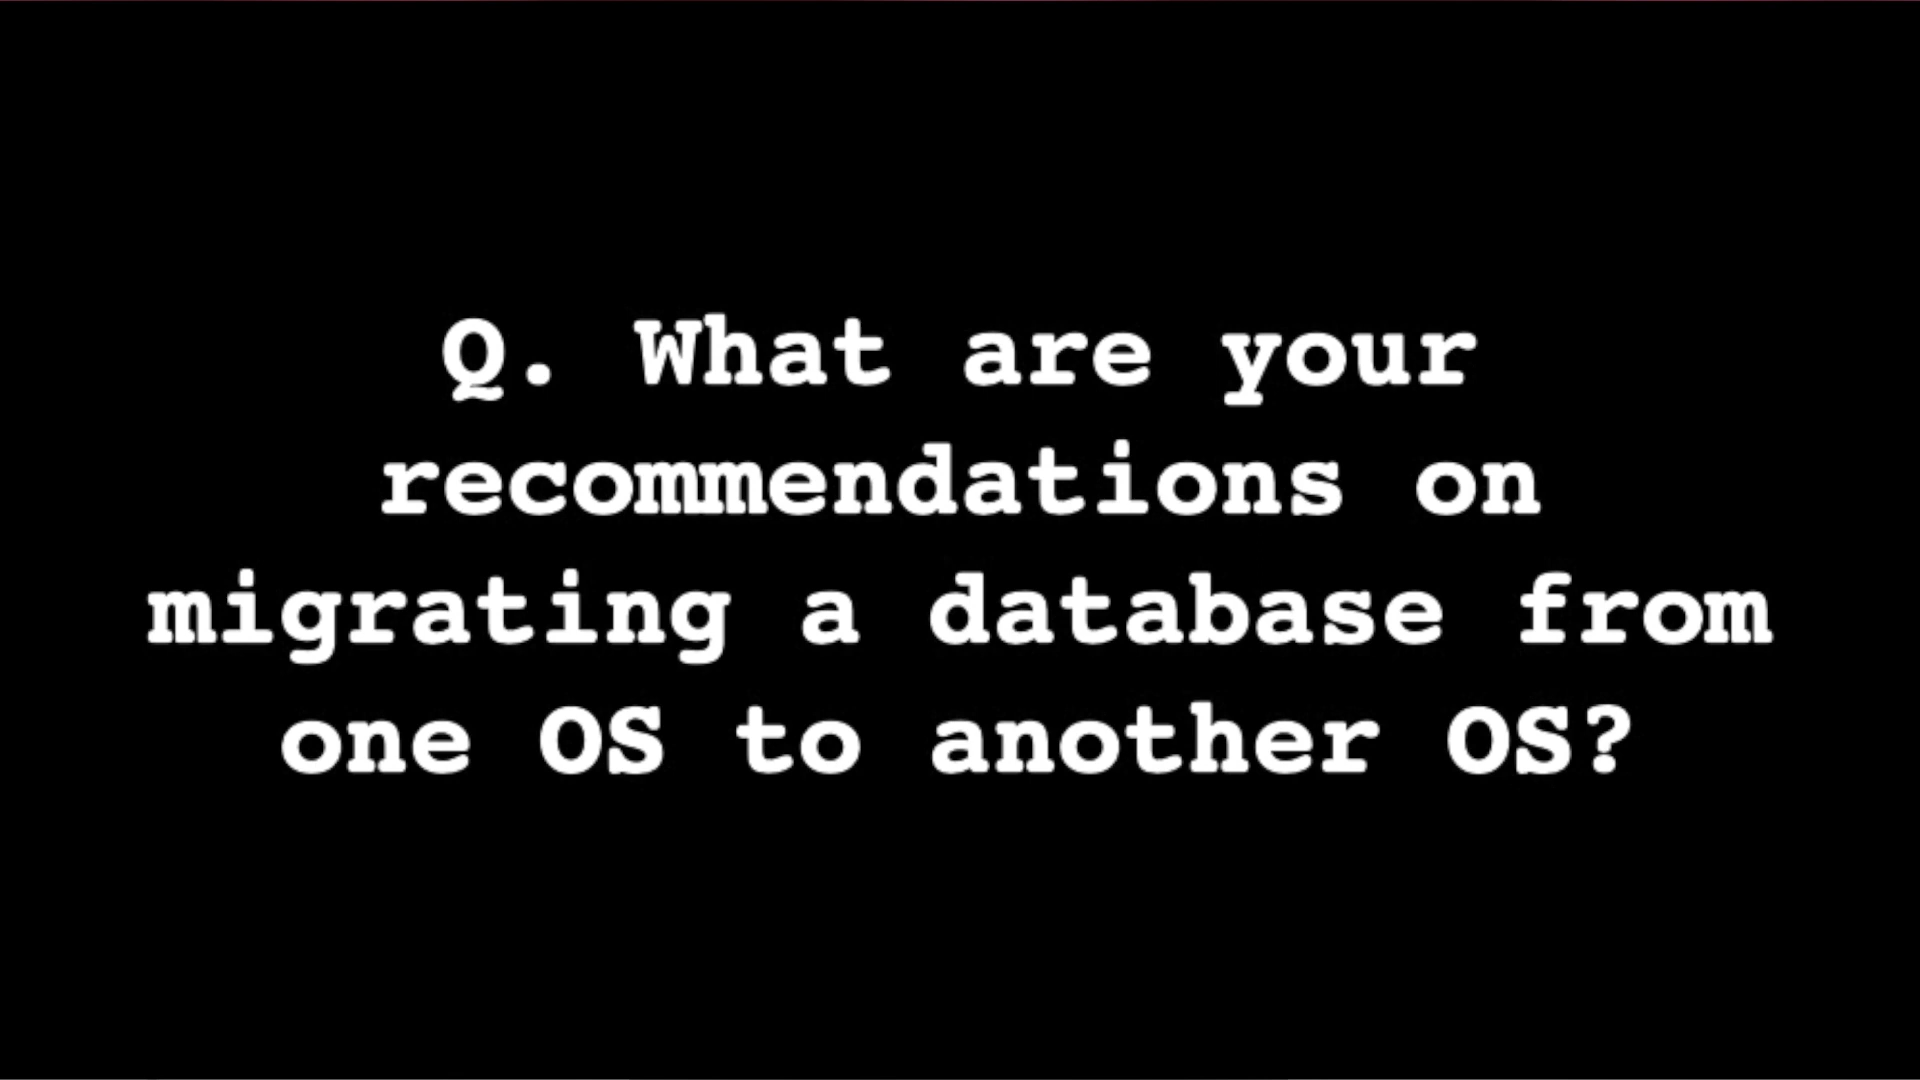 Q. What are your
recommendations on
migrating a database from
one OS to another OS?